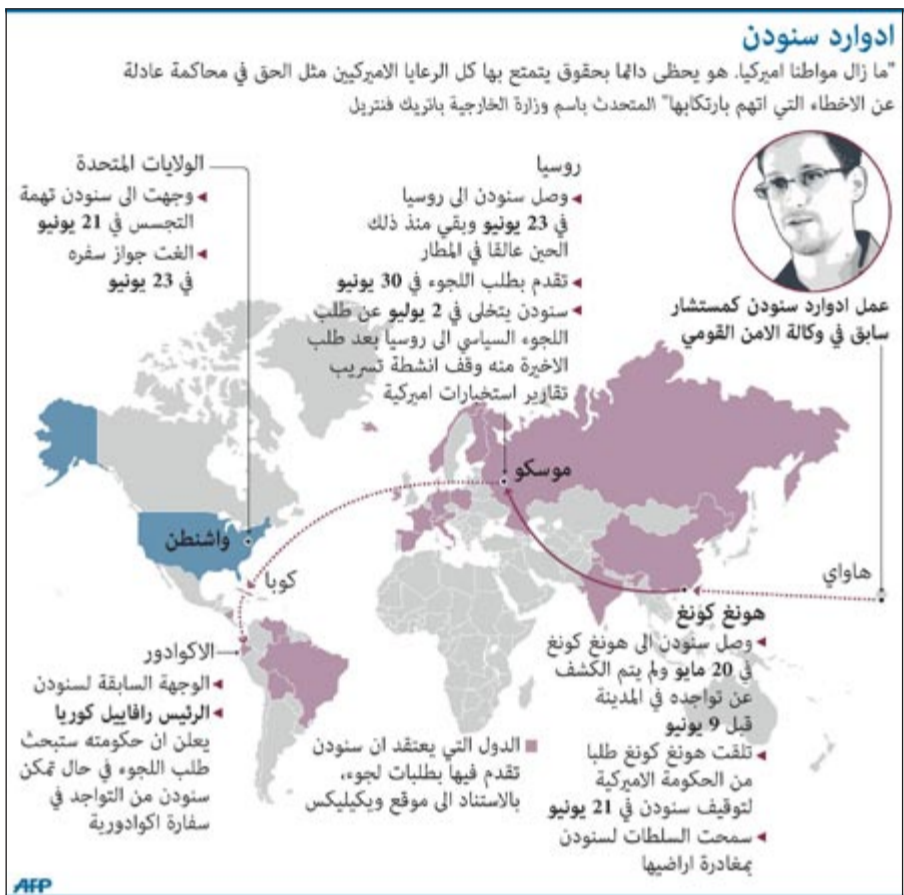 ادوارد سنودن
"ما زال مواطنا اميركيا. هو يحظى دائما بحقوق يتمتع بها كل الرعايا الاميركيين مثل الحق في محاكمة عادلة
عن الاخطاء التي اتهم بارتكابها" المتحدث باسم وزارة الخارجية باتريك فنتريل
عمل ادوارد سنودن كمستشار
سابق في وكالة الامن القومي
روسيا
وصل سنودن الى روسيا
في 23 يونيو وبقي منذ ذلك
الحين عالقا في المطار
تقدم بطلب اللجوء في 30 يونيو
سنودن يتخلى في 2 يوليو عن طلب
اللجوء السياسي الى روسيا بعد طلب
الاخيرة منه وقف انشطة تسريب
تقارير استخبارات اميركية
الولايات المتحدة
وجهت الى سنودن تهمة
التجسس في 21 يونيو
الغت جواز سفره
في 23 يونيو
موسكو
واشنطن
كوبا
هاواي
هونغ كونغ
وصل سنودن الى هونغ كونغ
في 20 مايو ولم يتم الكشف
عن تواجده في المدينة
قبل 9 يونيو
تلقت هونغ كونغ طلبا
من الحكومة الاميركية
لتوقيف سنودن في 21 يونيو
سمحت السلطات لسنودن
بمغادرة اراضيها
الدول التي يعتقد ان سنودن
تقدم فيها بطلبات لجوء،
بالاستناد الى موقع ويكيليكس
الاكوادور
الوجهة السابقة لسنودن
الرئيس رافاييل كوريا
يعلن ان حكومته ستبحث
طلب اللجوء في حال تمكن
سنودن من التواجد في
سفارة اكوادورية
AFP